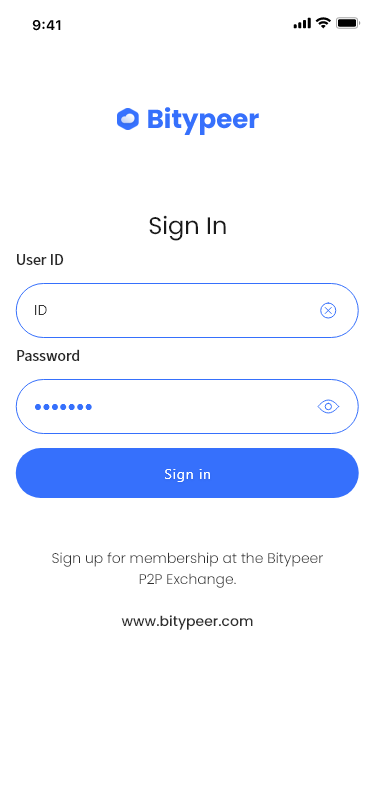 9:41
Bitypeer
Sign In
User ID
ID
Password
Sign in
Sign up for membership at the Bitypeer
P2P Exchange.
www.bitypeer.com